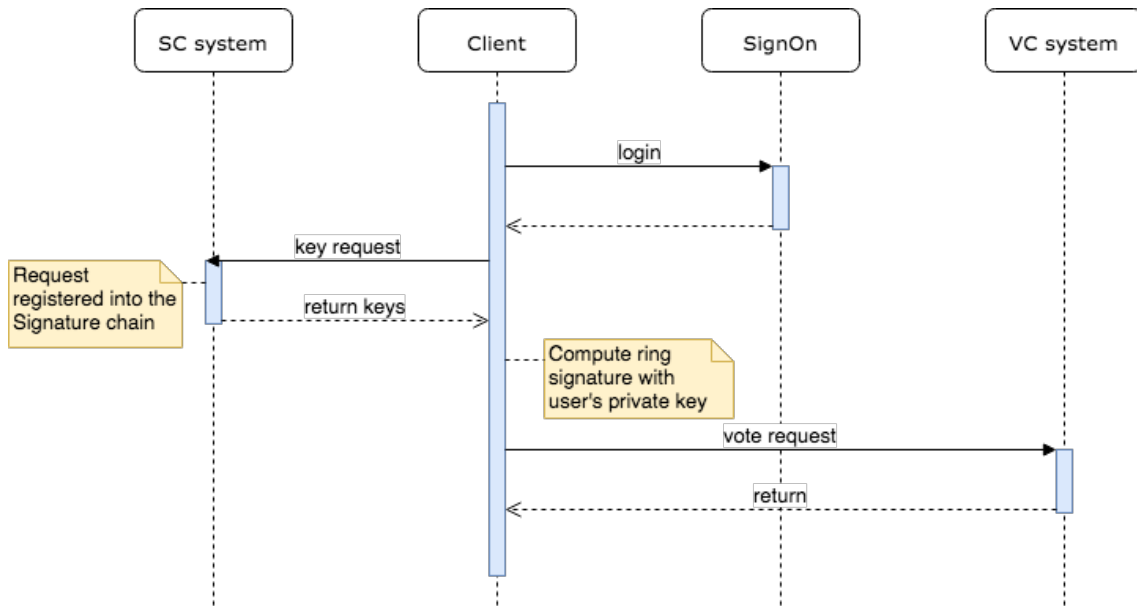 SC system
Client
SignOn
VC system
login
key request
Request
registered into the
Signature chain
return keys
Compute ring
signature with
user's private key
vote request
return